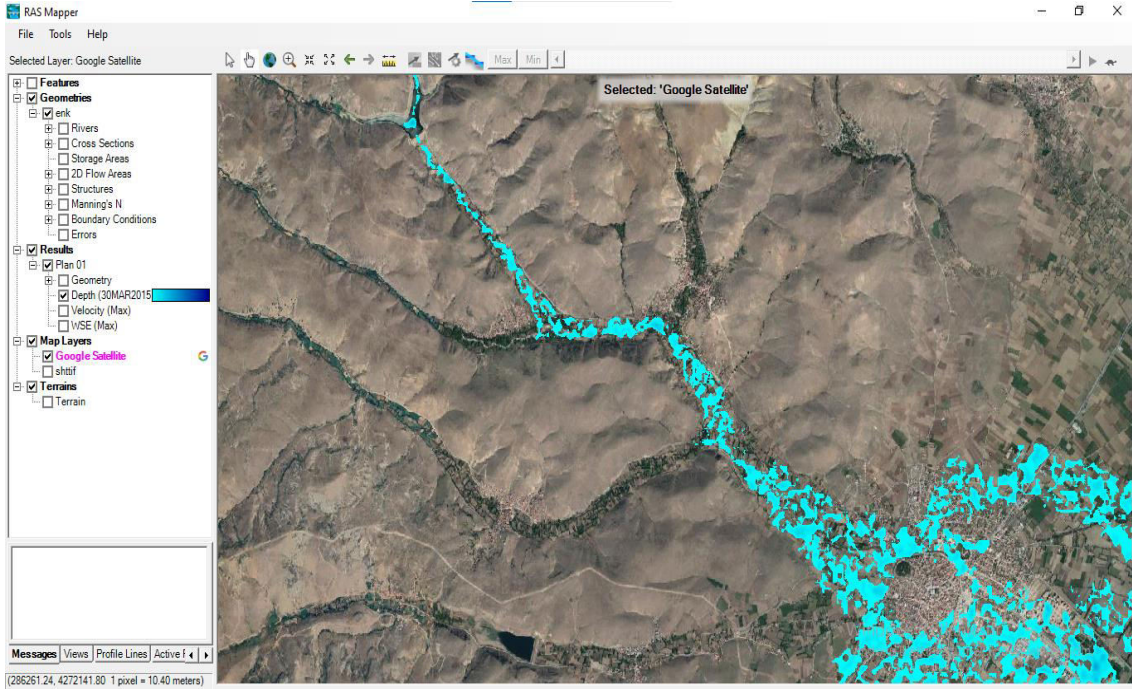 RAS Mapper
File Tools Help
Selected Layer: Google Satellite
Max Min
Selected: 'Google Satellite'
Features
Geometries
enk
Rivers
Cross Sections
Storage Areas
2D Flow Areas
Structures
Manning's N
Boundary Conditions
Errors
Results
Plan 01
Geometry
Depth (30MAR2015
Velocity (Max)
WSE (Max)
Map Layers
Google Satellite G
shttif
Terrains
Terrain
Messages Views Profile Lines Active F
(286261.24, 4272141.80 1 pixel = 10.40 meters)